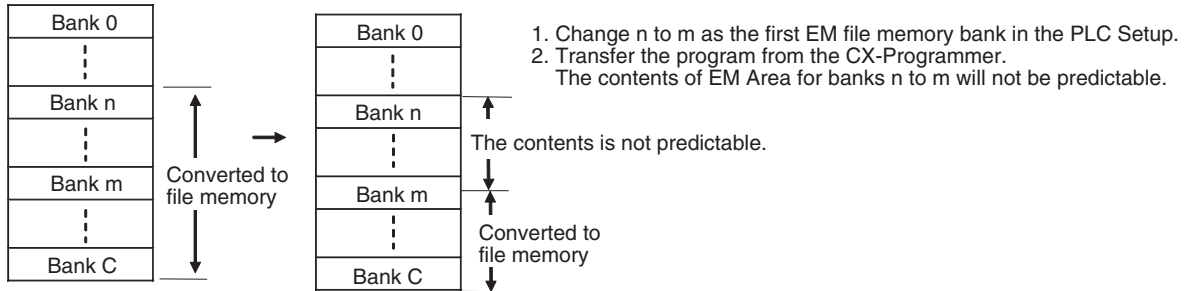 Bank 0
Bank n
Bank m
Bank C
Converted to
file memory
Bank 0
Bank n
Bank m
Bank C
The contents is not predictable.
Converted to
file memory
1. Change n to m as the first EM file memory bank in the PLC Setup.
2. Transfer the program from the CX-Programmer.
The contents of EM Area for banks n to m will not be predictable.